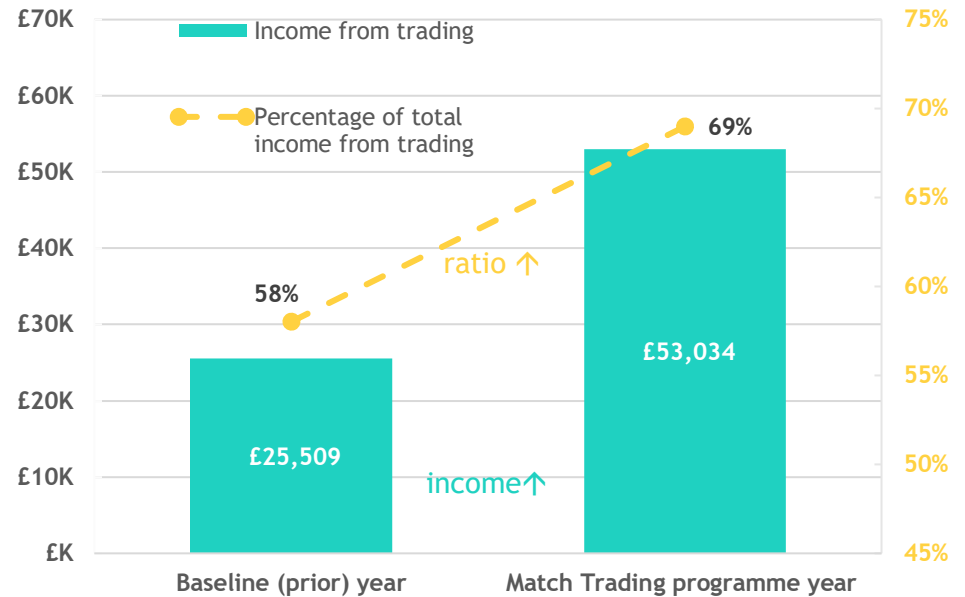 £70K
£60K
£50K
£40K
£30K
£20K
£10K
£K
Income from trading
Percentage of total
income from trading
75%
70%
65%
60%
55%
50%
45%
69%
ratio ↑
58%
£53,034
£25,509
income↑
Baseline (prior) year
Match Trading programme year